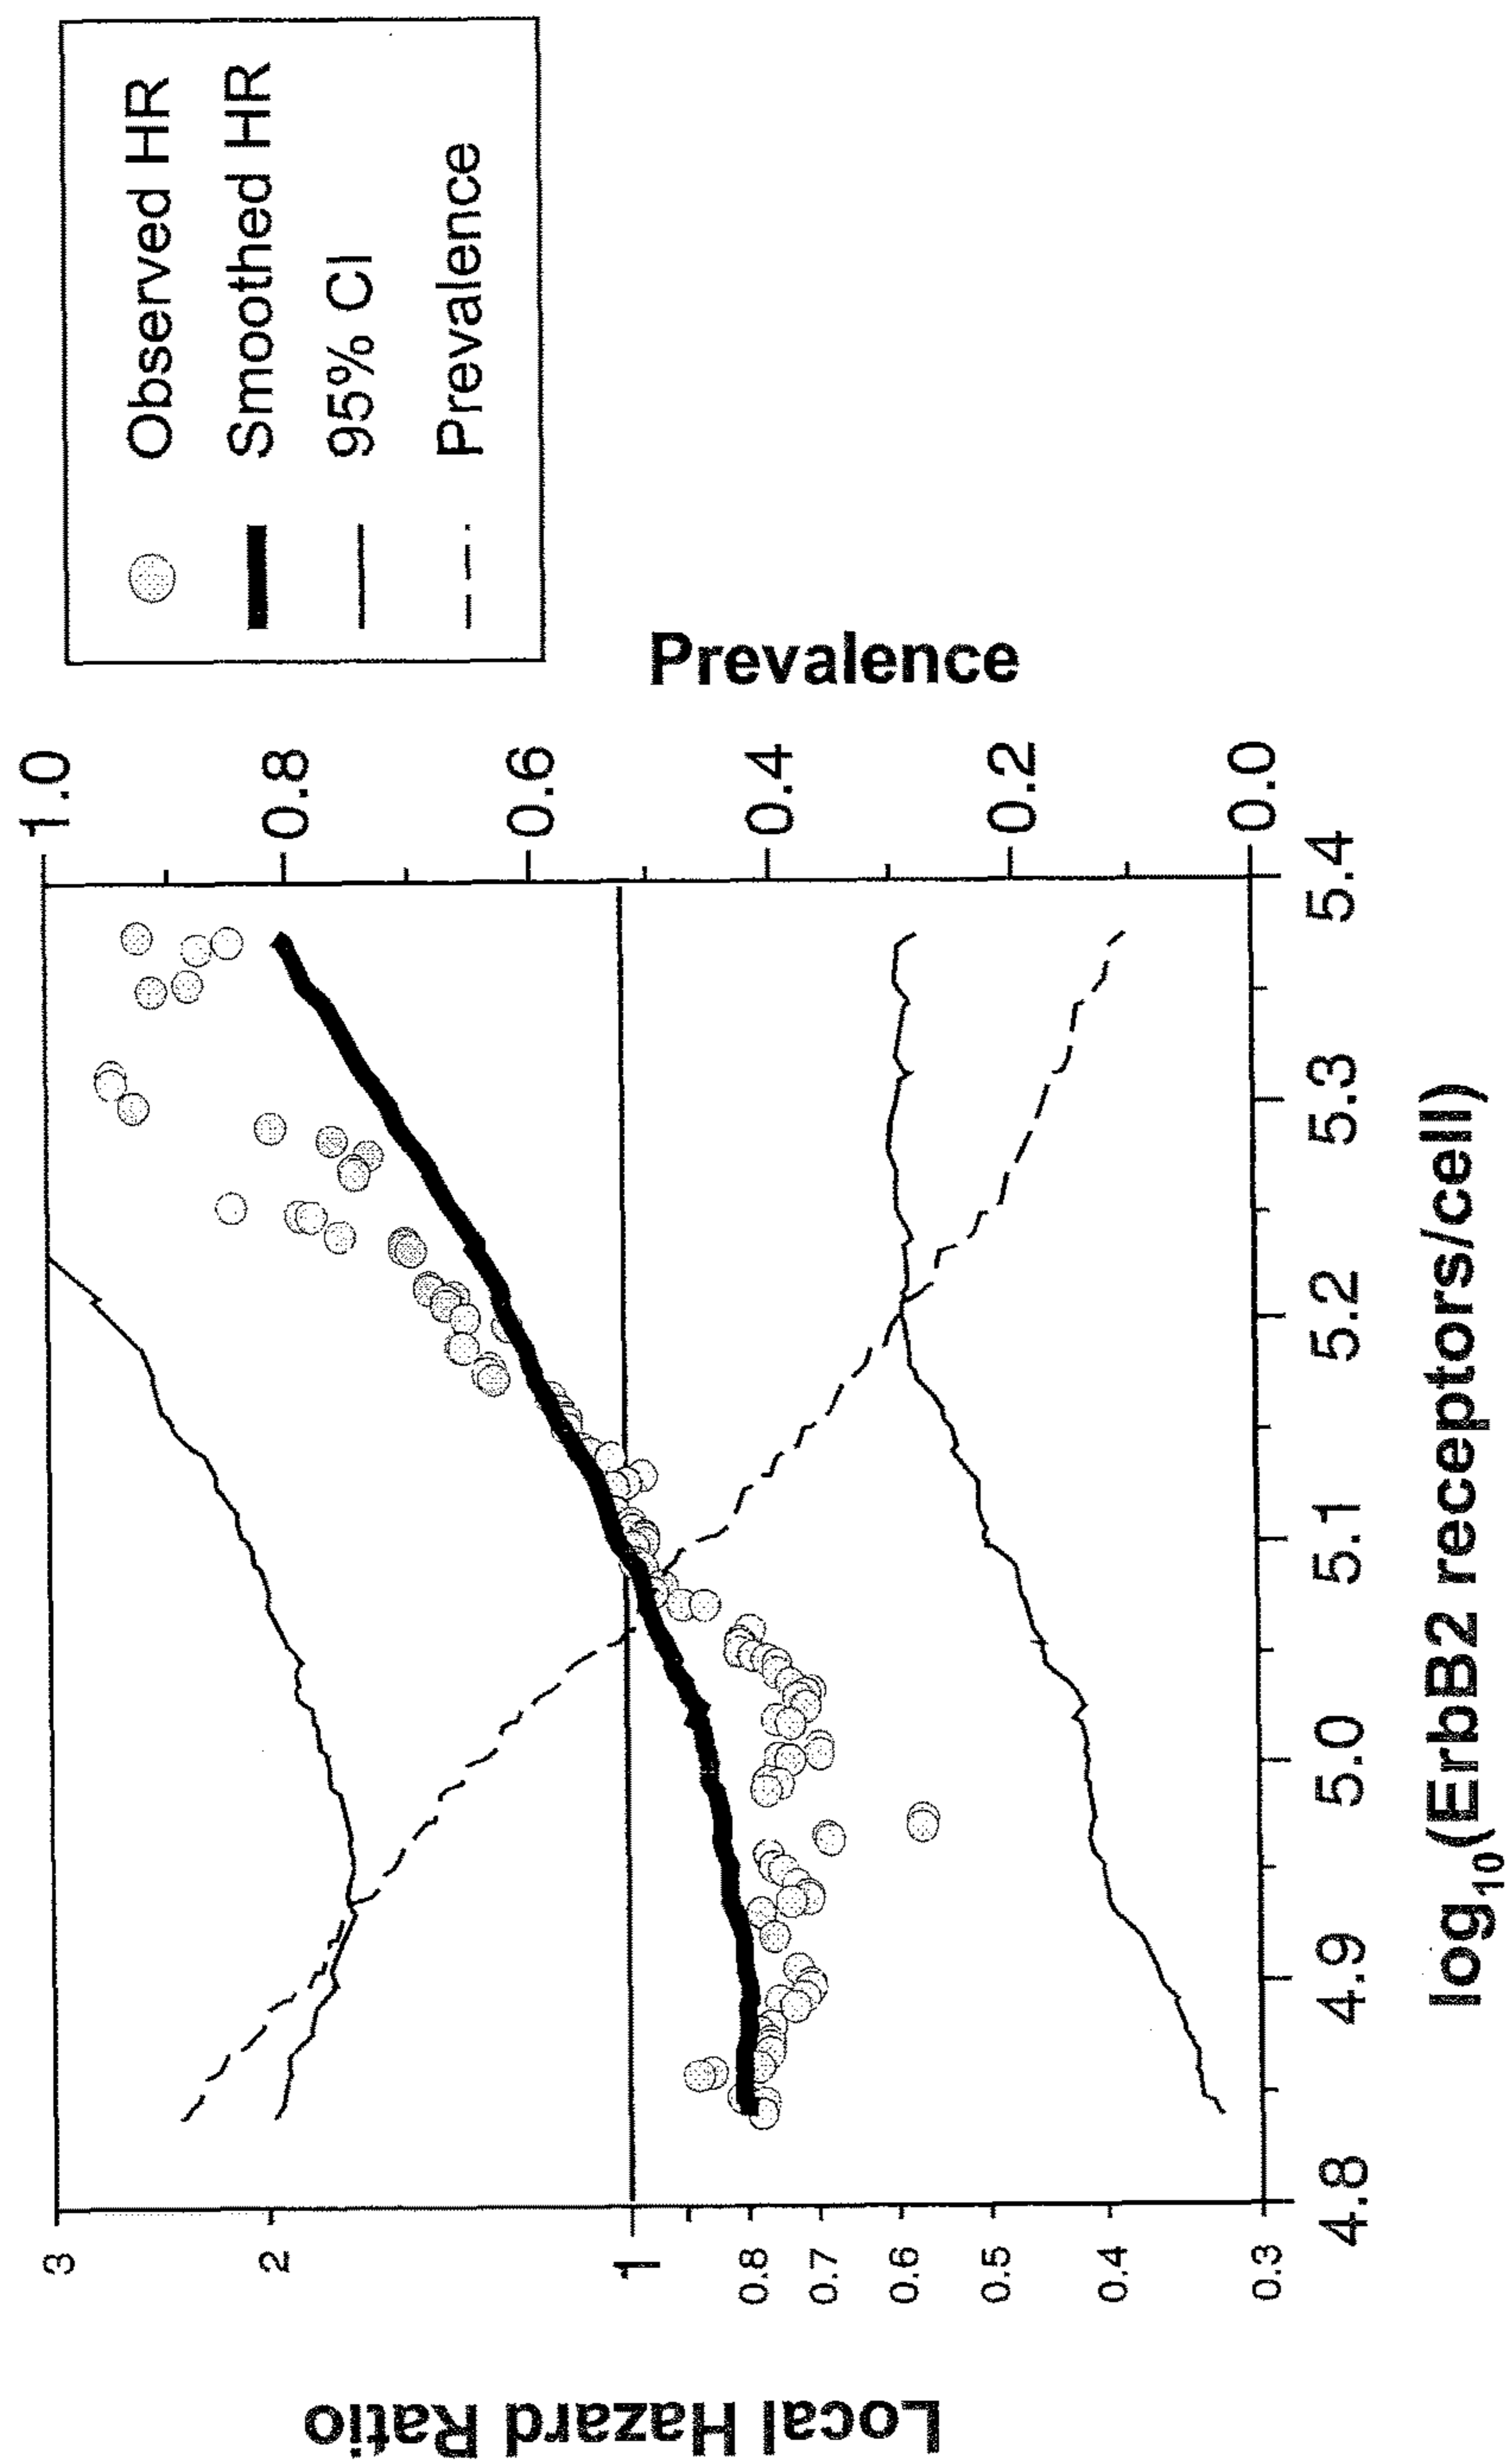 Observed HR
Smoothed HR
95% CI
Prevalence
Local Hazard Ratio
3
2
1
0.8
0.7
0.6
0.5
0.4
0.3
Prevalence
1.0
0.8
0.6
0.4
0.2
0.0
4.8 4.9 5.0 5.1 5.2 5.3 5.4
log10(ErbB2 receptors/cell)